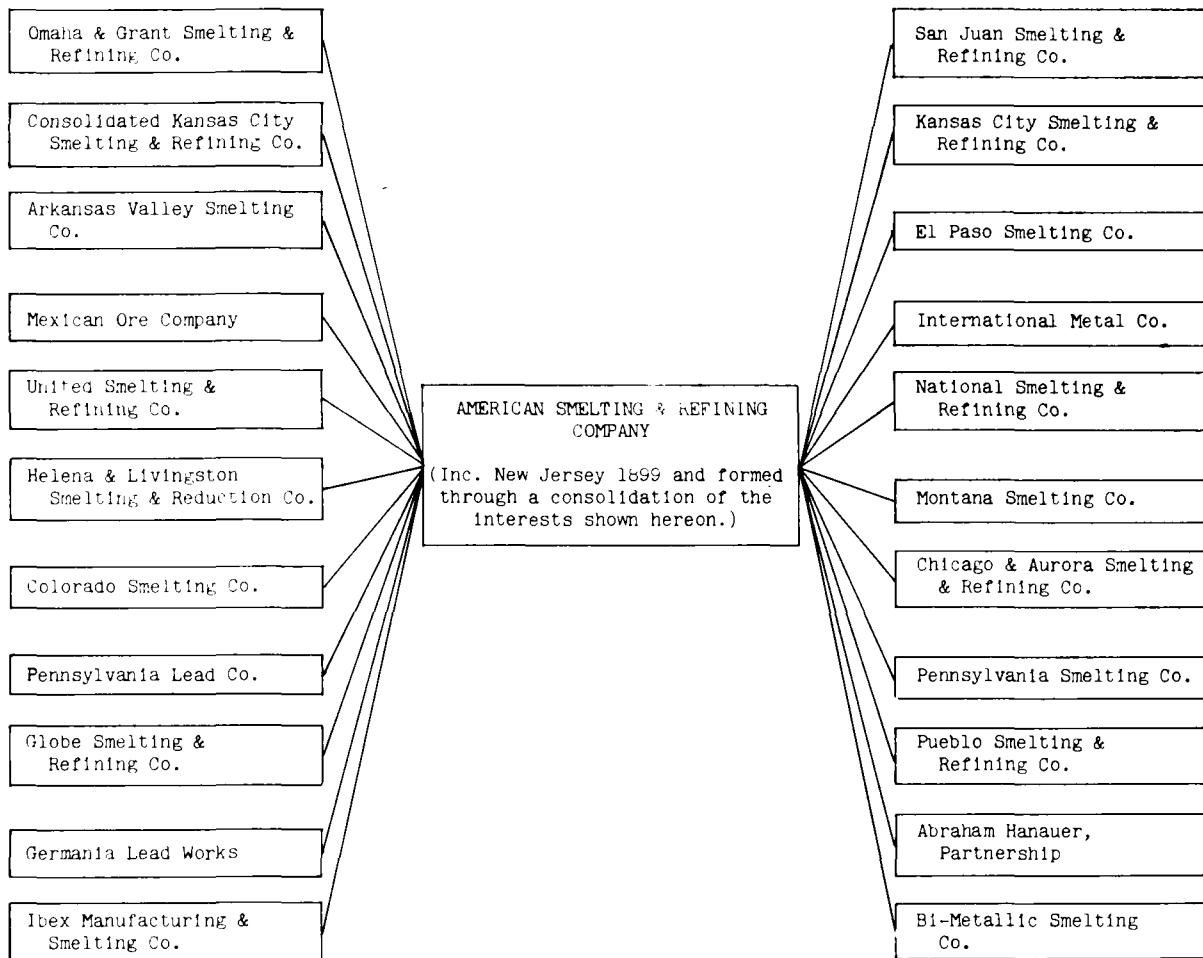 Omaha & Grant Smelting &
Refining Co.
Consolidated Kansas City
Smelting & Refining Co.
Arkansas Valley Smelting
Co.
Mexican Ore Company
United Smelting &
Refining Co.
Helena & Livingston
Smelting & Reduction Co.
Colorado Smelting Co.
Pennsylvania Lead Co.
Globe Smelting &
Refining Co.
Germania Lead Works
Ibex Manufacturing &
Smelting Co.
AMERICAN SMELTING & REFINING
COMPANY
(Inc. New Jersey 1899 and formed
through a consolidation of the
interests shown hereon.)
San Juan Smelting &
Refining Co.
Kansas City Smelting &
Refining Co.
El Paso Smelting Co.
International Metal Co.
National Smelting &
Refining Co.
Montana Smelting Co.
Chicago & Aurora Smelting
& Refining Co.
Pennsylvania Smelting Co.
Pueblo Smelting &
Refining Co.
Abraham Hanauer,
Partnership
Bi-Metallic Smelting
Co.